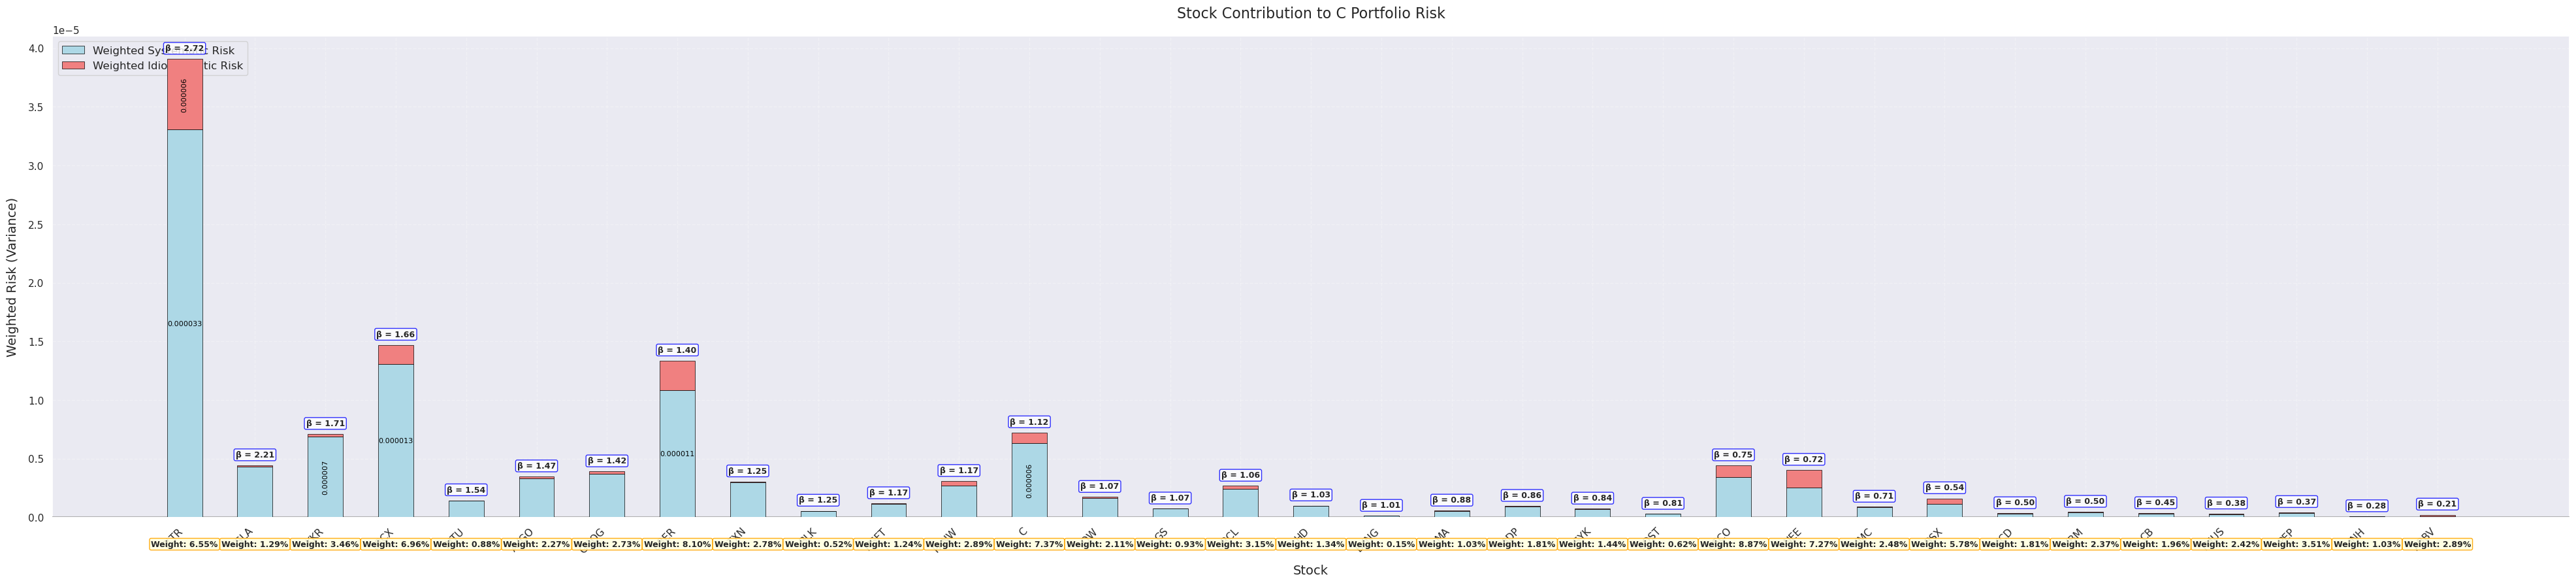 Stock Contribution to C Portfolio Risk
1e−5
Weighted Risk (Variance)
4.0
3.5
3.0
2.5
2.0
1.5
1.0
0.5
0.0
Weighted Risk
Weighted Risk
β = 2.72
β = 2.21
β = 1.71
β = 1.66
β = 1.54
β = 1.47
β = 1.42
β = 1.40
β = 1.25
β = 1.25
β = 1.17
β = 1.17
β = 1.12
β = 1.07
β = 1.07
β = 1.06
β = 1.03
β = 1.01
β = 0.88
β = 0.86
β = 0.84
β = 0.81
β = 0.75
β = 0.72
β = 0.71
β = 0.54
β = 0.50
β = 0.50
β = 0.45
β = 0.38
β = 0.37
β = 0.28
β = 0.21
0.000006
0.000033
0.000007
0.000013
0.000011
0.000006
C
Weight: 6.55%
Weight: 1.29%
Weight: 3.46%
Weight: 6.96%
Weight: 0.88%
Weight: 2.27%
Weight: 2.73%
Weight: 8.10%
Weight: 2.78%
Weight: 0.52%
Weight: 1.24%
Weight: 2.89%
Weight: 7.37%
Weight: 2.11%
Weight: 0.93%
Weight: 3.15%
Weight: 1.34%
Weight: 0.15%
Weight: 1.03%
Weight: 1.81%
Weight: 1.44%
Weight: 0.62%
Weight: 8.87%
Weight: 7.27%
Weight: 2.48%
Weight: 5.78%
Weight: 1.81%
Weight: 2.37%
Weight: 1.96%
Weight: 2.42%
Weight: 3.51%
Weight: 1.03%
Weight: 2.89%
Stock